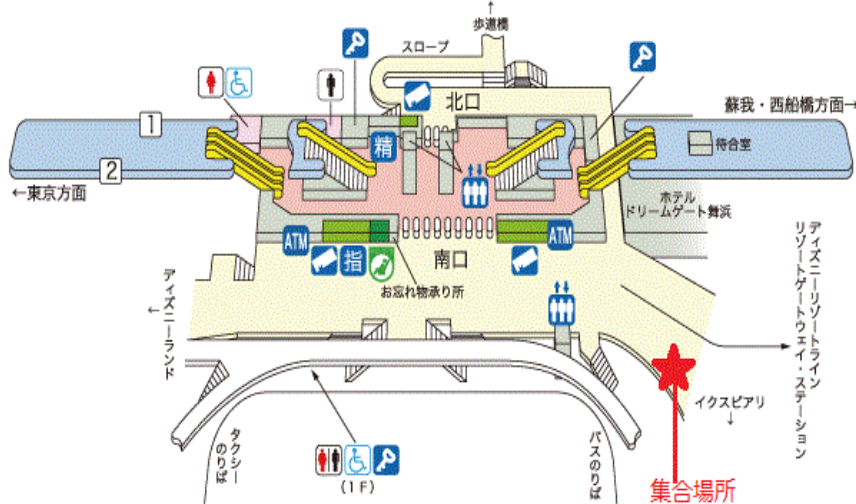 ↑
歩道橋
スロープ
北口
蘇我・西船橋方面→
1
2
精
待合室
←東京方面
ホテル
ドリームゲート舞浜
ATM
指
南口
ATM
お忘れ物承り所
←
ディズニーランド
ディズニーリゾートライン
リゾートゲートウェイ・ステーション
イクスピアリ
↓
タクシー
のりば
バスのりば
(1F)
集合場所